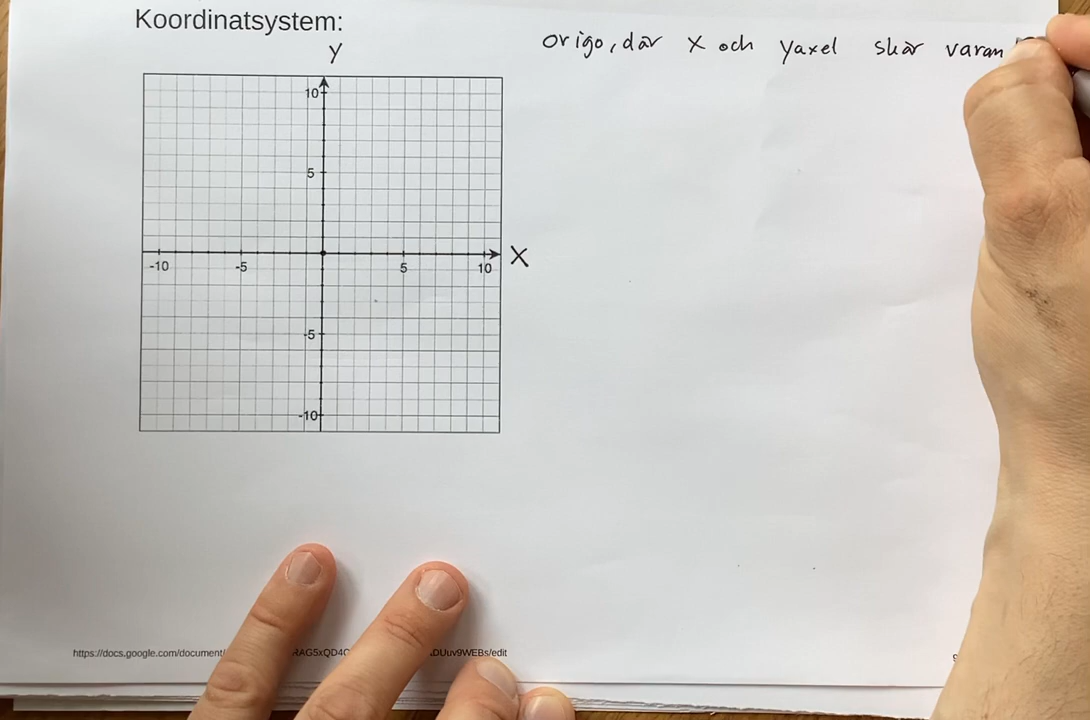 Koordinatsystem:
origo, där x och yaxel skär varan
y
10
5
X
-10
-5
5
10
-5
-10
https://docs.google.com/document/
RAG5xQD4
DUuv9WEBs/edit